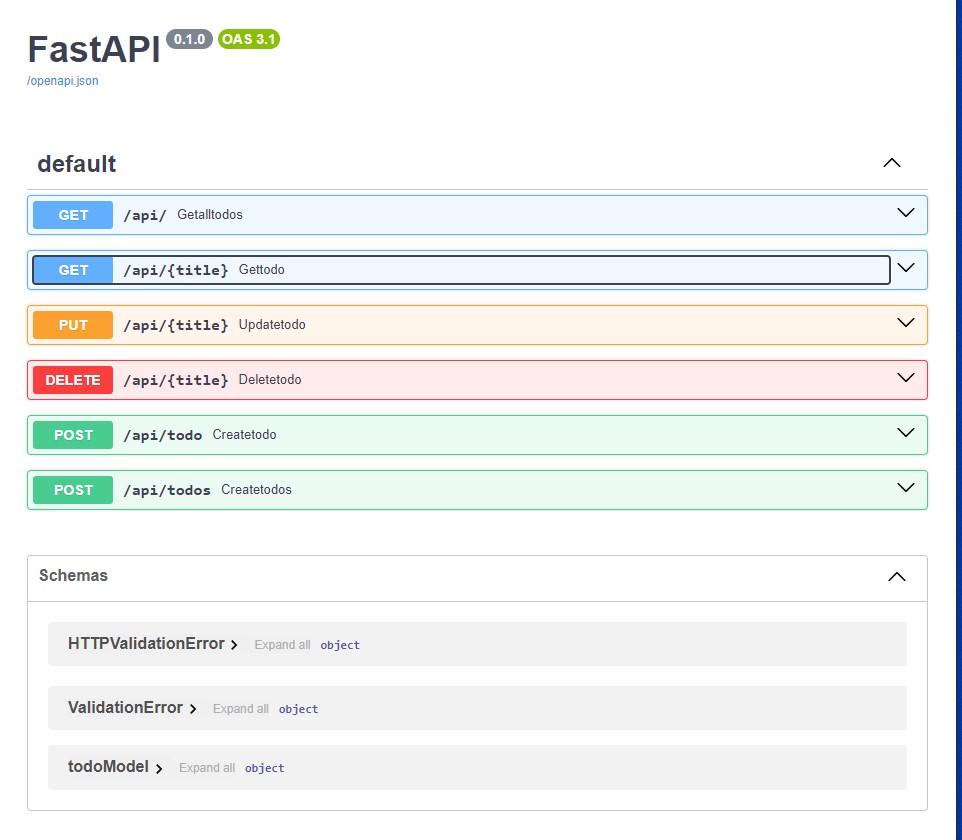 FastAPI 0.1.0 OAS 3.1
/openapi.json
default
GET /api/ Getalltodos
GET /api/{title} Gettodo
PUT /api/{title} Updatetodo
DELETE /api/{title} Deletetodo
POST /api/todo Createtodo
POST /api/todos Createtodos
Schemas
HTTPValidationError Expand all object
ValidationError Expand all object
todoModel Expand all object